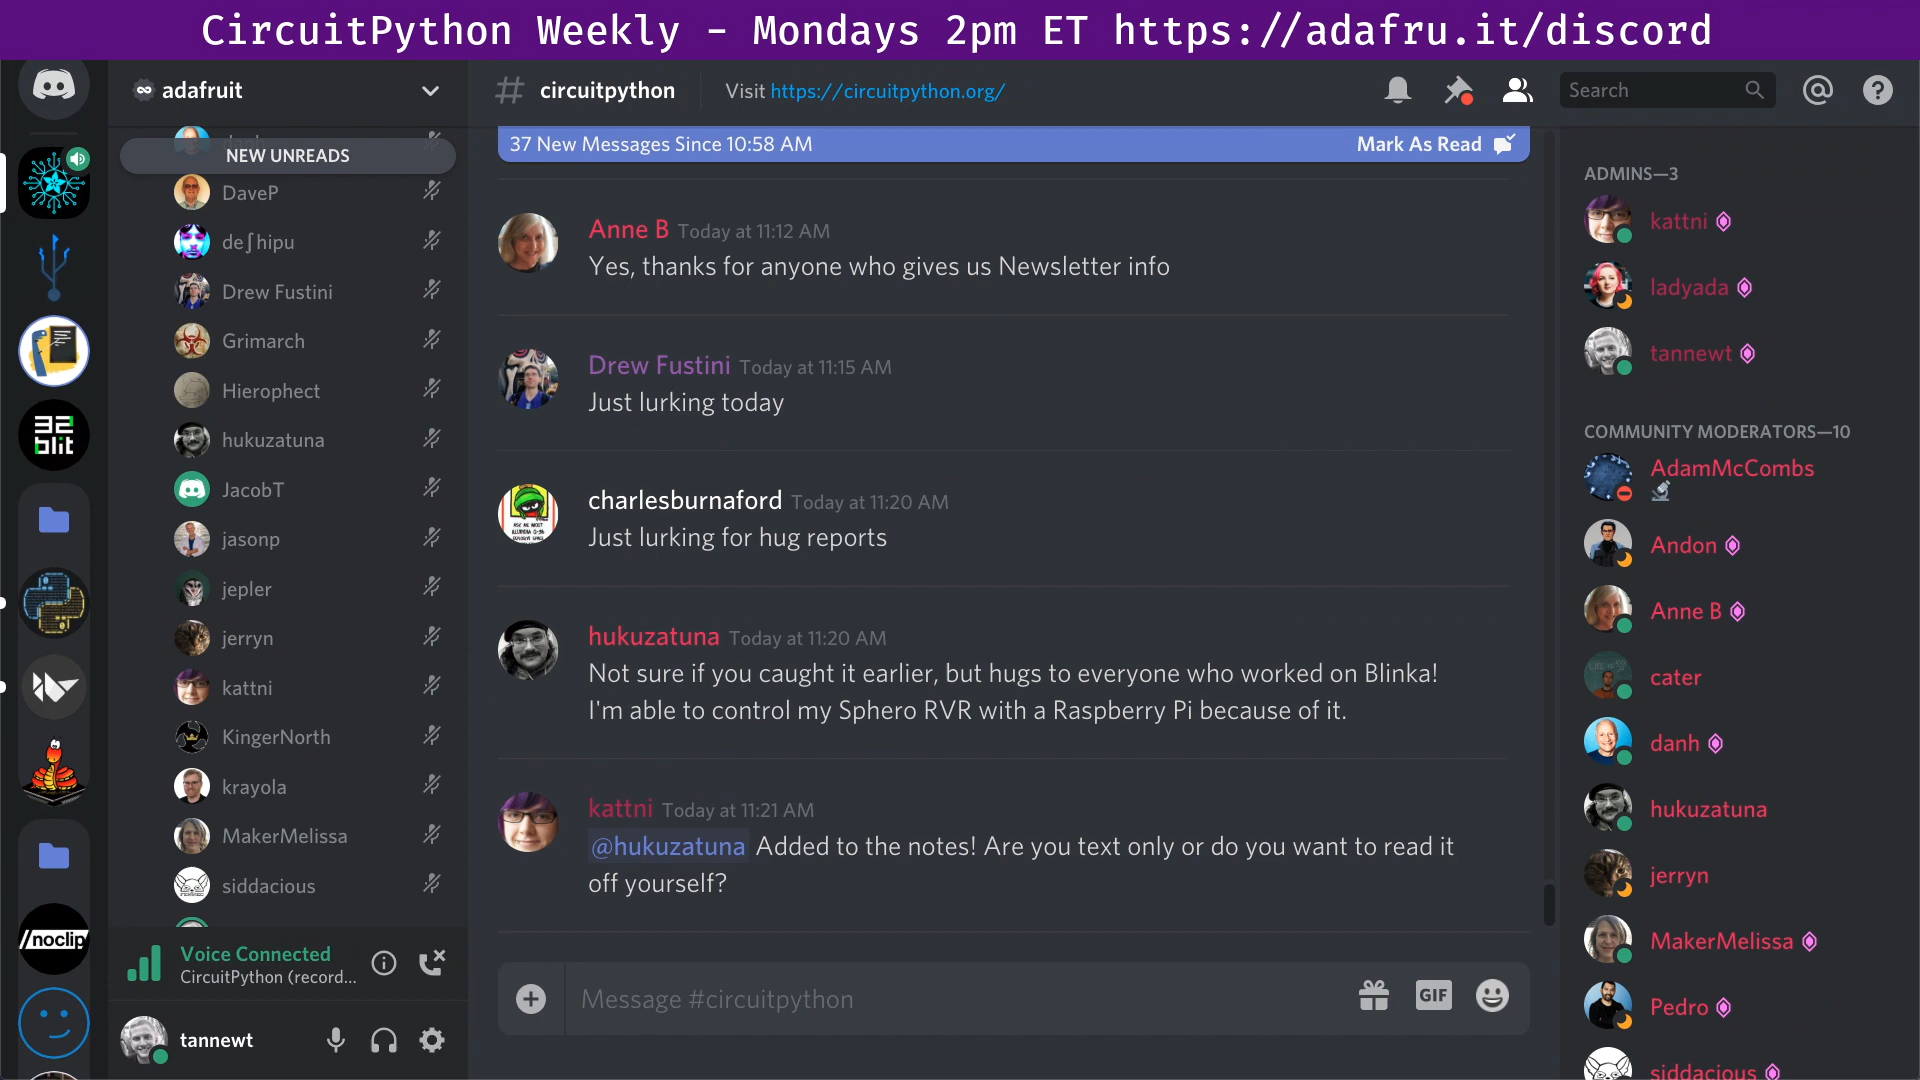 CircuitPython Weekly - Mondays 2pm ET https://adafru.it/discord
adafruit
circuitpython
Visit https://circuitpython.org/
Search
NEW UNREADS
DaveP
de∫hipu
Drew Fustini
Grimarch
Hierophect
hukuzatuna
JacobT
jasonp
jepler
jerryn
kattni
KingerNorth
krayola
MakerMelissa
siddacious
Voice Connected
CircuitPython (record...
tannewt
32
blit
/noclip
37 New Messages Since 10:58 AM
Mark As Read
Anne B Today at 11:12 AM
Yes, thanks for anyone who gives us Newsletter info
Drew Fustini Today at 11:15 AM
Just lurking today
charlesburnaford Today at 11:20 AM
Just lurking for hug reports
hukuzatuna Today at 11:20 AM
Not sure if you caught it earlier, but hugs to everyone who worked on Blinka!
I'm able to control my Sphero RVR with a Raspberry Pi because of it.
kattni Today at 11:21 AM
@hukuzatuna Added to the notes! Are you text only or do you want to read it
off yourself?
Message #circuitpython
GIF
ADMINS—3
kattni
ladyada
tannewt
COMMUNITY MODERATORS—10
AdamMcCombs
Andon
Anne B
cater
danh
hukuzatuna
jerryn
MakerMelissa
Pedro
siddacious